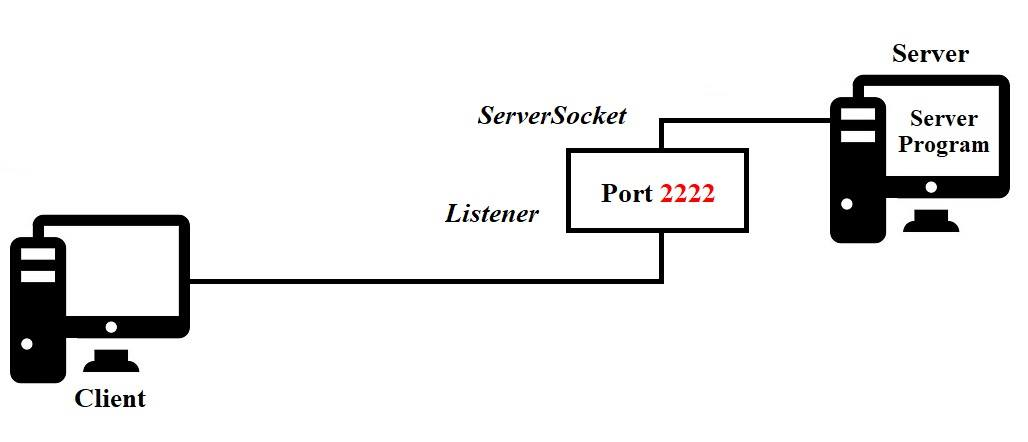 Server
Server
Program
ServerSocket
Port 2222
Listener
Client